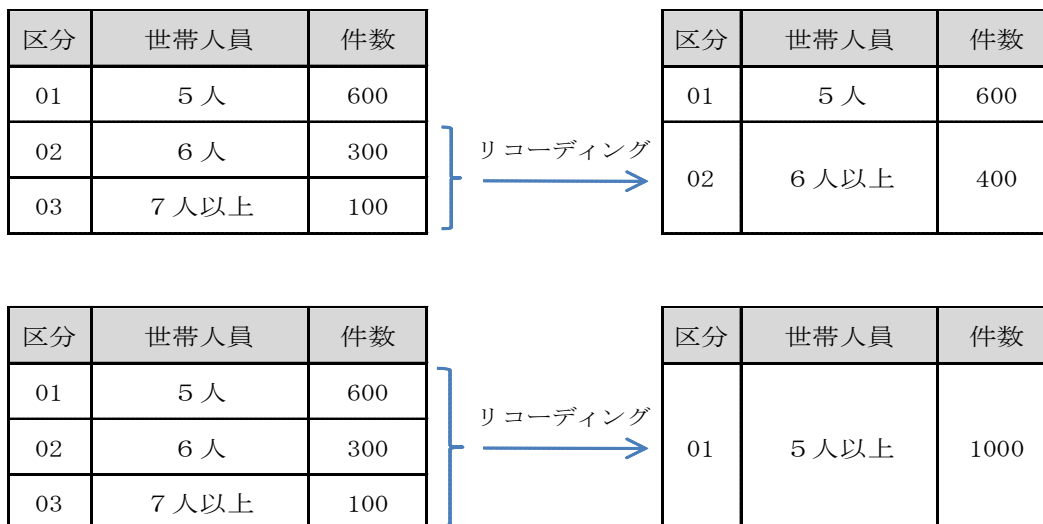 区分 世帯人員 件数
01 ５人 600
02 ６人 300
03 ７人以上 100
リコーディング
区分 世帯人員 件数
01 ５人 600
02 ６人以上 400
区分 世帯人員 件数
01 ５人 600
02 ６人 300
03 ７人以上 100
リコーディング
区分 世帯人員 件数
01 ５人以上 1000